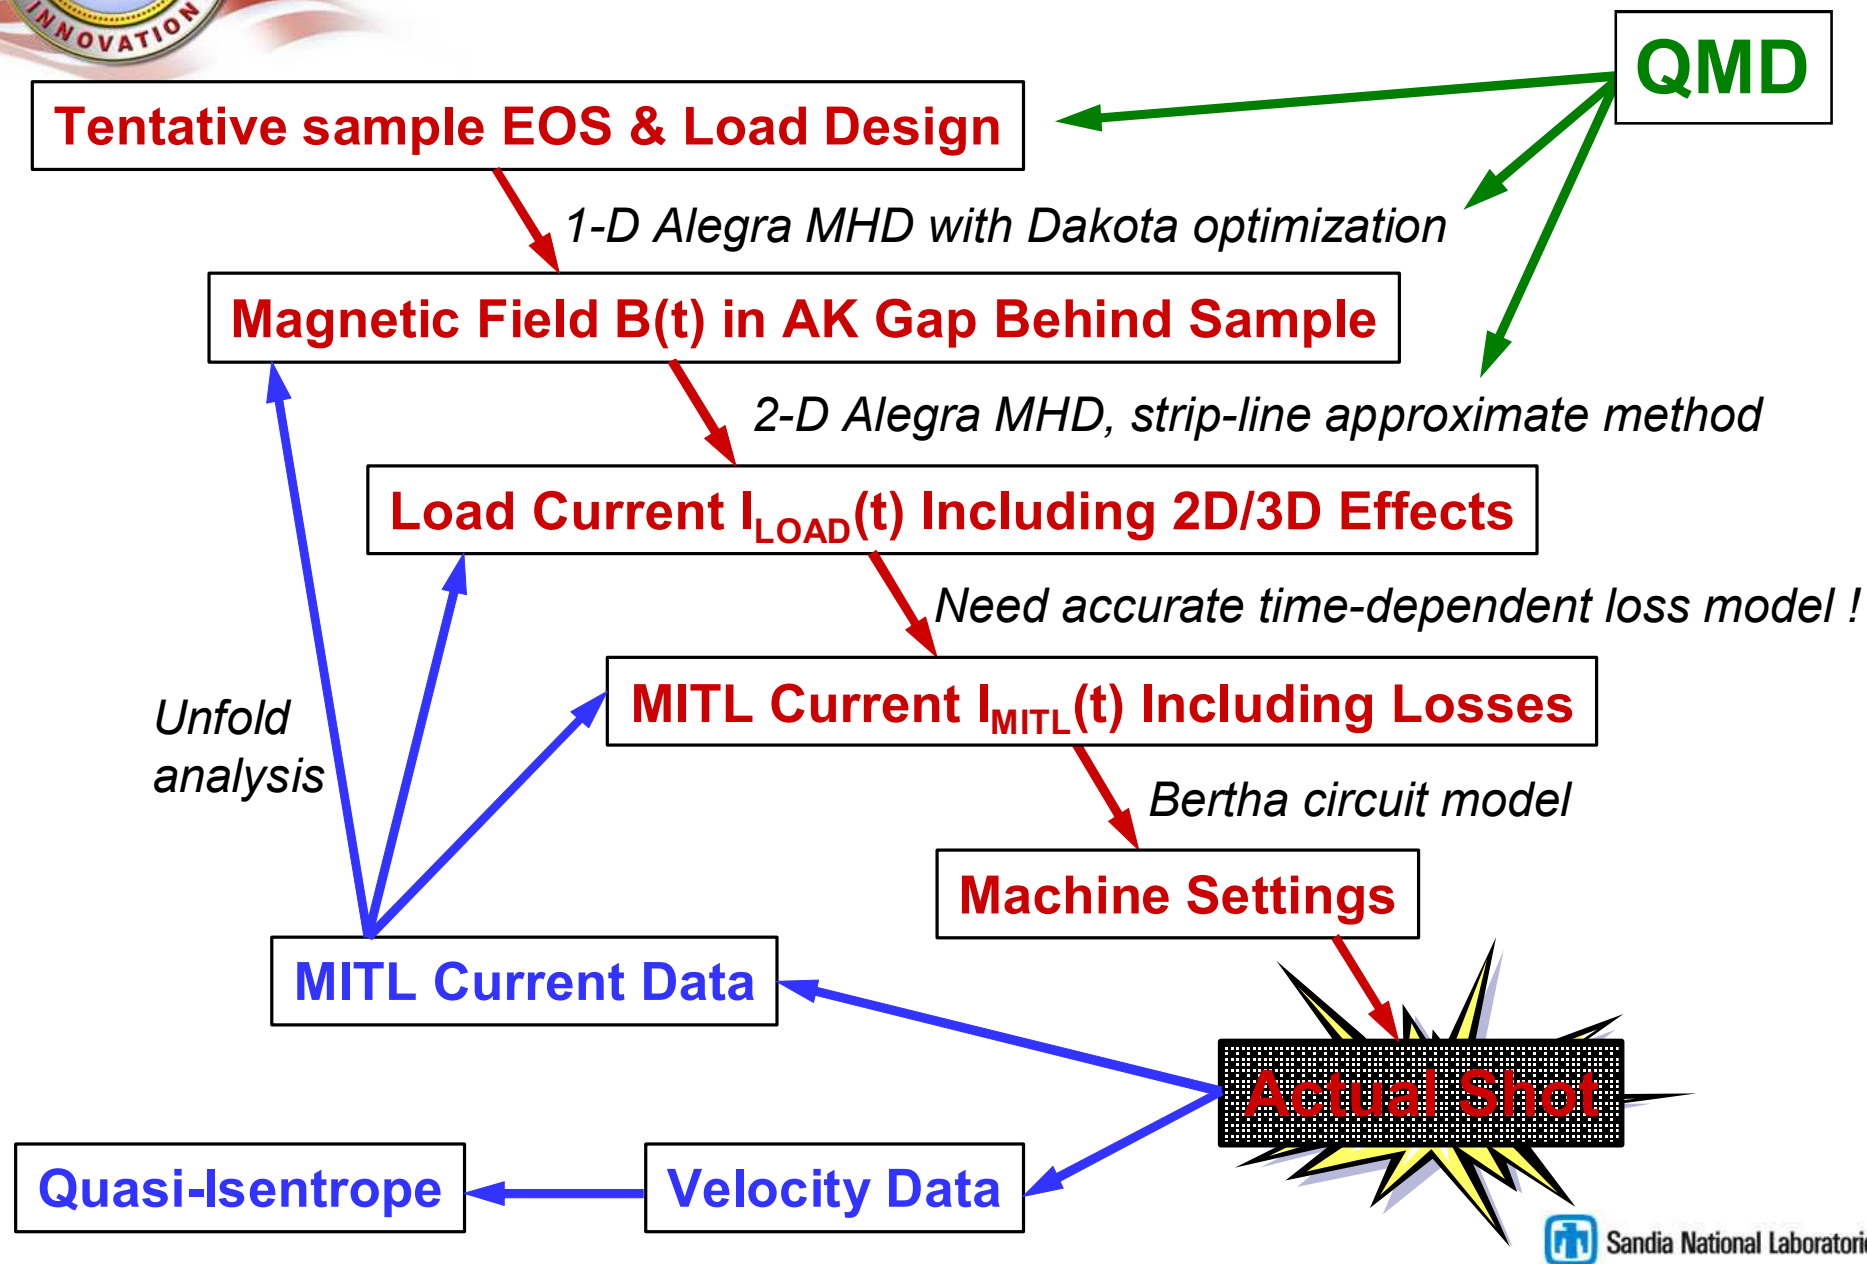 INNOVATION
QMD
Tentative sample EOS & Load Design
1-D Alegra MHD with Dakota optimization
Magnetic Field B(t) in AK Gap Behind Sample
2-D Alegra MHD, strip-line approximate method
Load Current I_LOAD(t) Including 2D/3D Effects
Need accurate time-dependent loss model !
MITL Current I_MITL(t) Including Losses
Unfold
analysis
Bertha circuit model
Machine Settings
MITL Current Data
Actual Shot
Quasi-Isentrope
Velocity Data
Sandia National Laboratorie